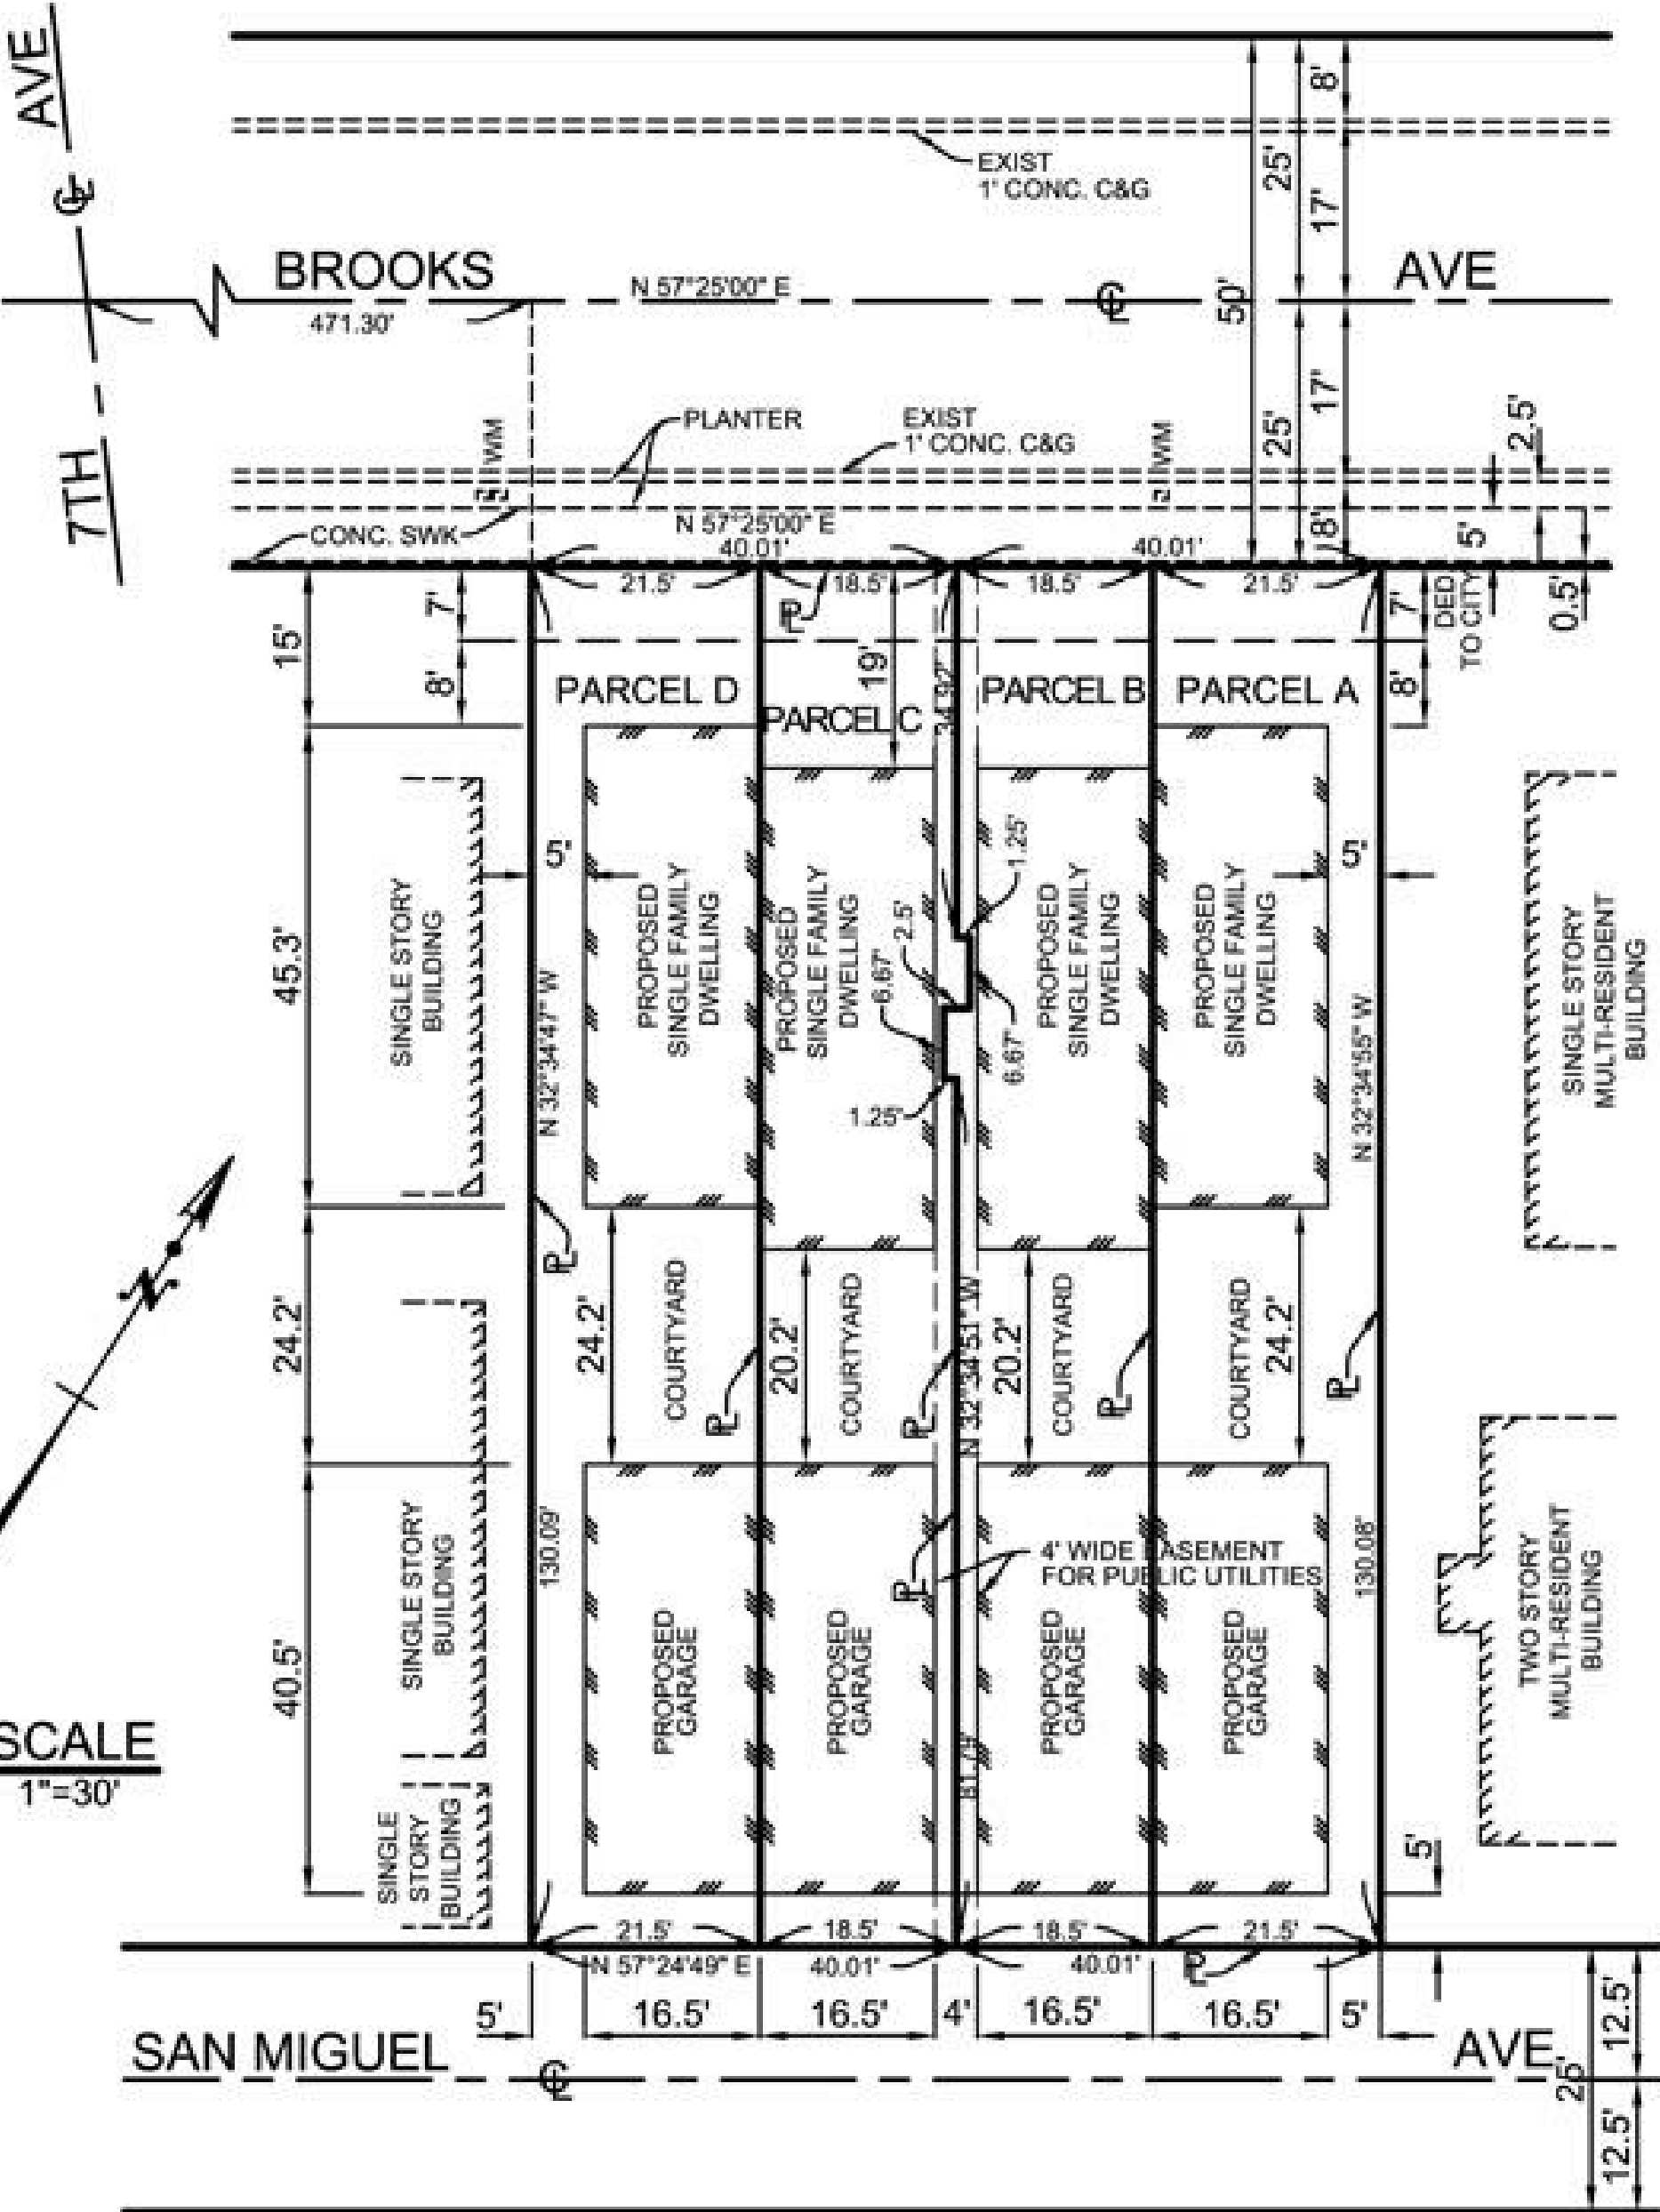 AVE
8'
25'
17'
EXIST
1' CONC. C&G
BROOKS
N 57°25'00" E
AVE
471.30'
50'
17'
25'
2.5'
PLANTER
EXIST
1' CONC. C&G
WM
WM
7TH
CONC. SWK
N 57°25'00" E
40.01'
40.01'
8'
5'
21.5'
18.5'
18.5'
21.5'
15'
7'
8'
7'
8'
DED
TO CITY
0.5'
19'
34.92'
PARCEL D
PARCEL C
PARCEL B
PARCEL A
45.3'
SINGLE STORY
BUILDING
5'
N 32°34'47" W
PROPOSED
SINGLE FAMILY
DWELLING
PROPOSED
SINGLE FAMILY
DWELLING
6.67'
2.5'
1.25'
1.25'
6.67'
PROPOSED
SINGLE FAMILY
DWELLING
PROPOSED
SINGLE FAMILY
DWELLING
5'
N 32°34'55" W
SINGLE STORY
MULTI-RESIDENT
BUILDING
N
24.2'
24.2'
COURTYARD
20.2'
COURTYARD
N 32°34'51" W
20.2'
COURTYARD
COURTYARD
24.2'
40.5'
SINGLE STORY
BUILDING
130.09'
4' WIDE EASEMENT
FOR PUBLIC UTILITIES
130.08'
PROPOSED
GARAGE
PROPOSED
GARAGE
81.79'
PROPOSED
GARAGE
PROPOSED
GARAGE
TWO STORY
MULTI-RESIDENT
BUILDING
SCALE
1"=30'
SINGLE
STORY
BUILDING
5'
21.5'
18.5'
18.5'
21.5'
N 57°24'49" E
40.01'
40.01'
5'
16.5'
16.5'
4'
16.5'
16.5'
5'
12.5'
SAN MIGUEL
AVE
25'
12.5'